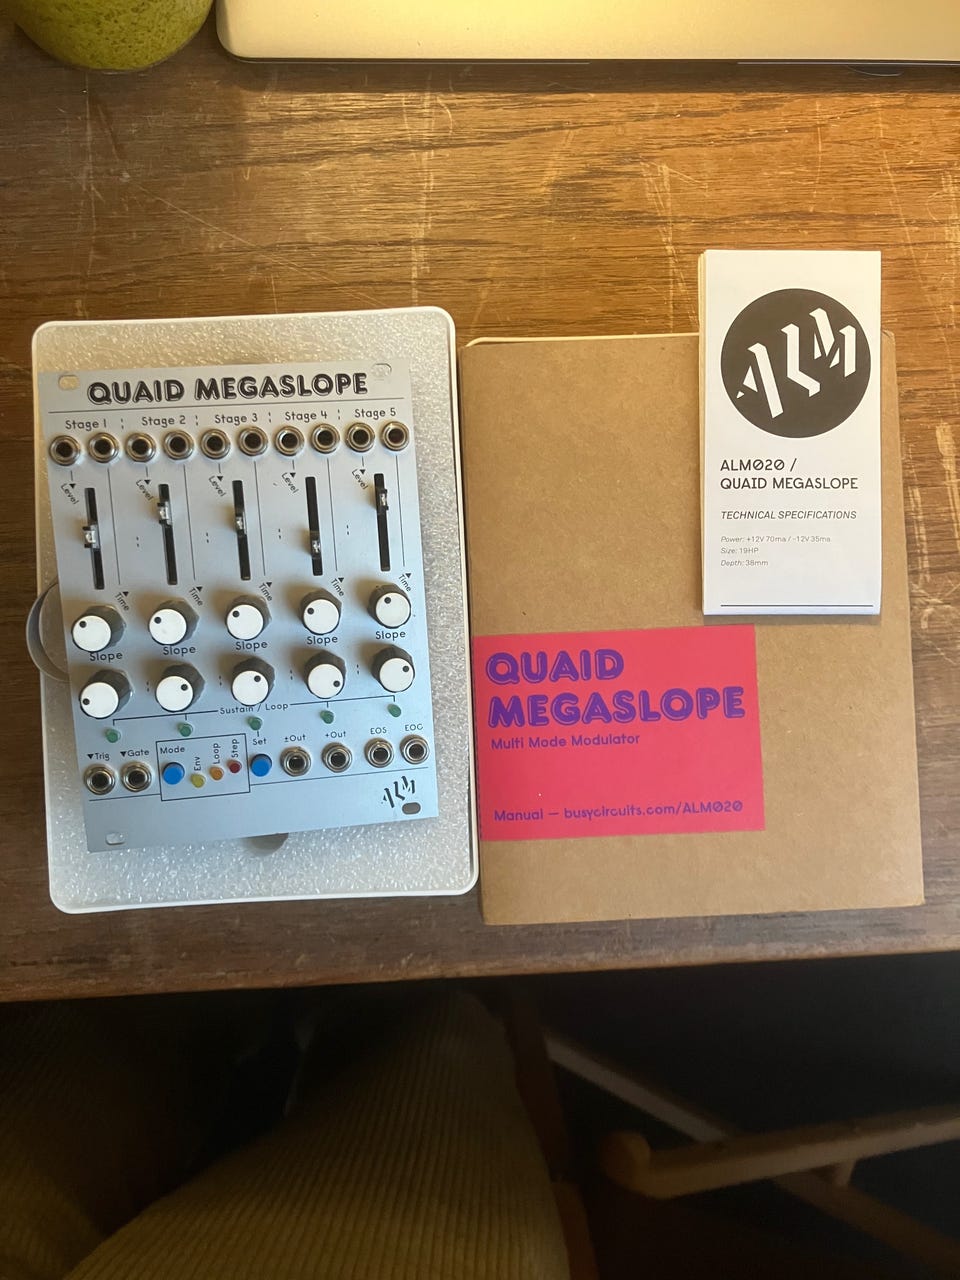 QUAID MEGASLOPE
Stage 1 Stage 2 Stage 3 Stage 4 Stage 5
Level Level Level Level Level
Time Time Time Time Time
Slope Slope Slope Slope Slope
Sustain / Loop
▼Trig ▼Gate Mode Env Loop Step Set ±Out +Out EOS EOC
ALM
ALM
ALM020 /
QUAID MEGASLOPE
TECHNICAL SPECIFICATIONS
Power: +12V 70ma / -12V 35ma
Size: 19HP
Depth: 38mm
QUAID
MEGASLOPE
Multi Mode Modulator
Manual — busycircuits.com/ALM020